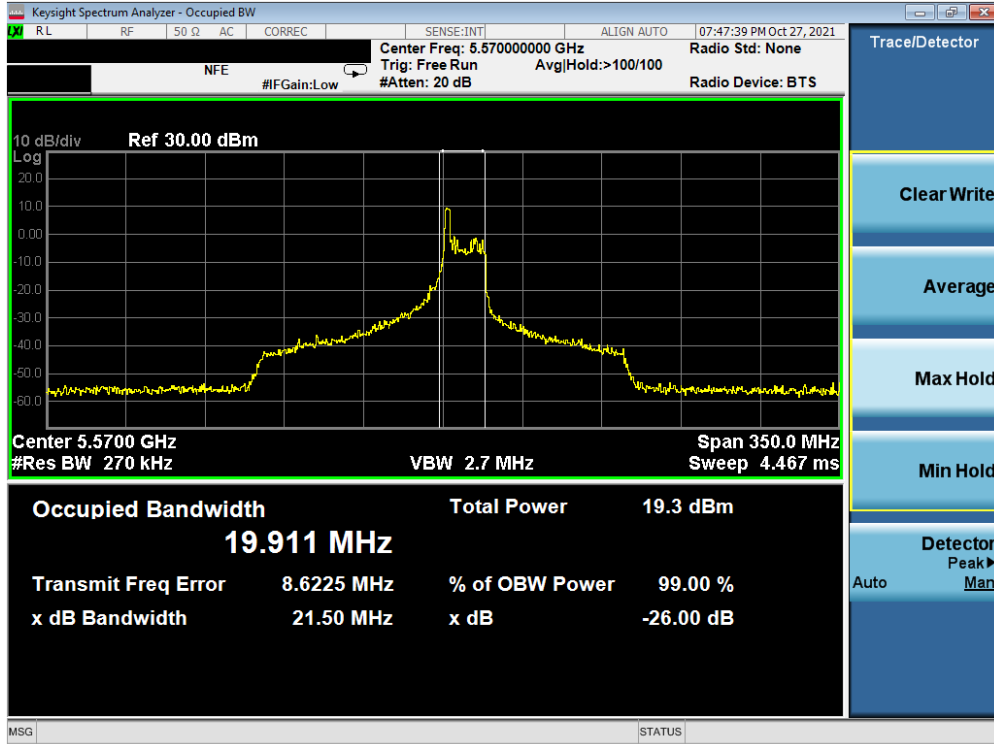 Keysight Spectrum Analyzer - Occupied BW
LXI RL RF 50 Ω AC CORREC SENSE:INT ALIGN AUTO 07:47:39 PM Oct 27, 2021
Center Freq: 5.570000000 GHz Radio Std: None
NFE Trig: Free Run Avg|Hold:>100/100
#IFGain:Low #Atten: 20 dB Radio Device: BTS
Trace/Detector
10 dB/div Ref 30.00 dBm
Log
20.0
10.0
0.00
-10.0
-20.0
-30.0
-40.0
-50.0
-60.0
Center 5.5700 GHz Span 350.0 MHz
#Res BW 270 kHz VBW 2.7 MHz Sweep 4.467 ms
Occupied Bandwidth Total Power 19.3 dBm
19.911 MHz
Transmit Freq Error 8.6225 MHz % of OBW Power 99.00 %
x dB Bandwidth 21.50 MHz x dB -26.00 dB
Clear Write
Average
Max Hold
Min Hold
Detector
Peak
Auto Man
MSG STATUS